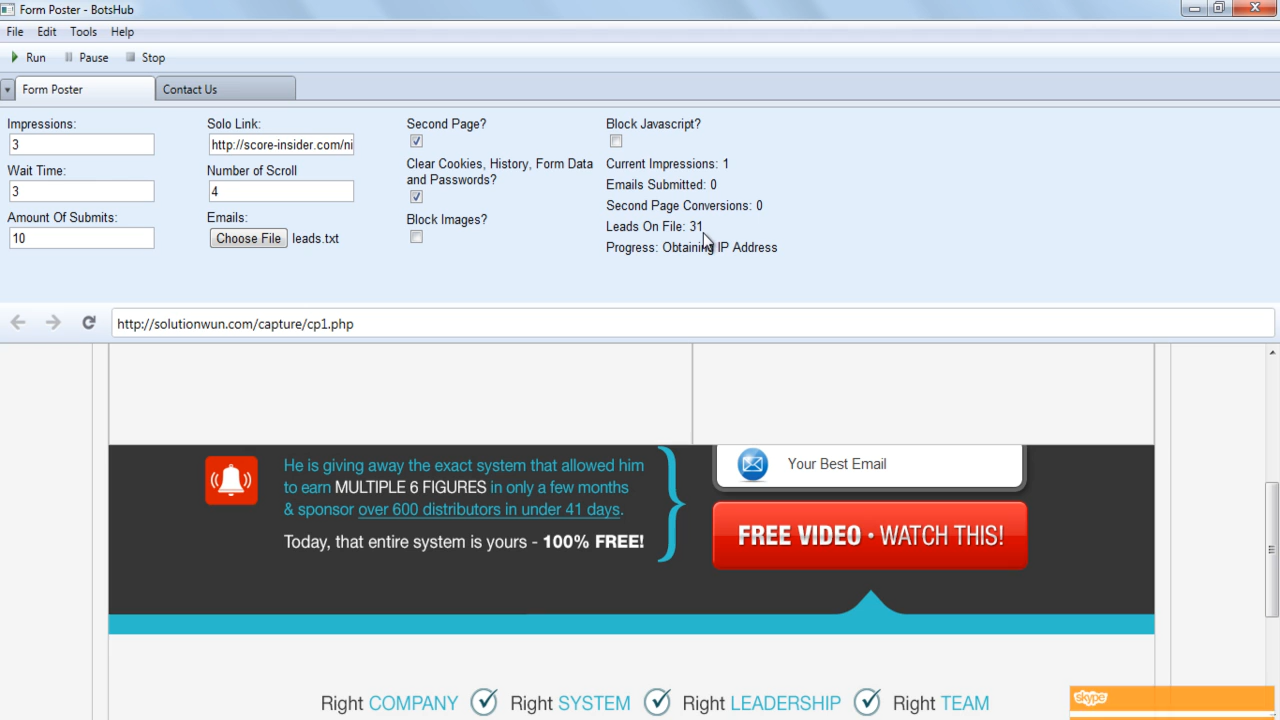 Form Poster - BotsHub
File Edit Tools Help
Run Pause Stop
Form Poster Contact Us
Impressions: Solo Link: Second Page? Block Javascript?
3 http://score-insider.com/ni
Wait Time: Number of Scroll Clear Cookies, History, Form Data and Passwords? Current Impressions: 1
3 4 Emails Submitted: 0
Amount Of Submits: Emails: Block Images? Second Page Conversions: 0
10 Choose File leads.txt Leads On File: 31
Progress: Obtaining IP Address
http://solutionwun.com/capture/cp1.php
He is giving away the exact system that allowed him
to earn MULTIPLE 6 FIGURES in only a few months
& sponsor over 600 distributors in under 41 days.
Today, that entire system is yours - 100% FREE!
Your Best Email
FREE VIDEO • WATCH THIS!
Right COMPANY Right SYSTEM Right LEADERSHIP Right TEAM
skype